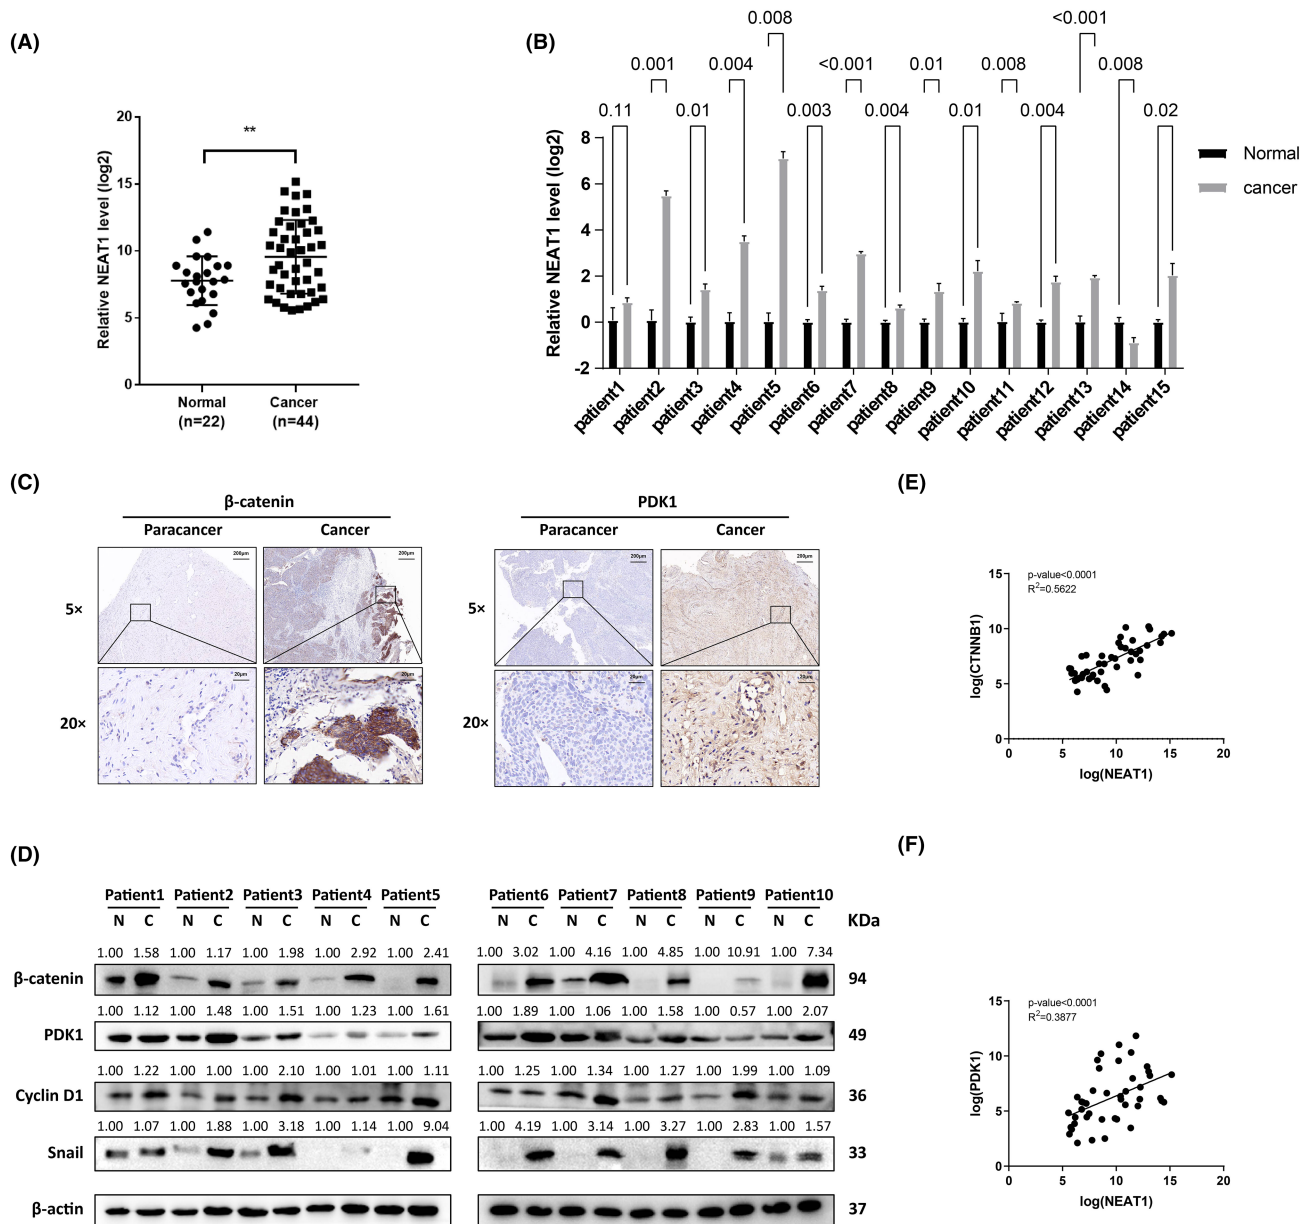 (A)
20
15
10
5
0
Relative NEAT1 level (log2)
**
Normal
(n=22)
Cancer
(n=44)
(B)
0.008 <0.001
0.001 0.004 <0.001 0.01 0.008 0.008
0.11 0.01 0.003 0.004 0.01 0.004 0.02
Relative NEAT1 level (log2)
8
6
4
2
0
-2
Normal
cancer
patient1 patient2 patient3 patient4 patient5 patient6 patient7 patient8 patient9 patient10 patient11 patient12 patient13 patient14 patient15
(C)
β-catenin
Paracancer Cancer
PDK1
Paracancer Cancer
5×
200μm 200μm 200μm 200μm
20×
20μm 20μm 20μm 20μm
(D)
Patient1 Patient2 Patient3 Patient4 Patient5 Patient6 Patient7 Patient8 Patient9 Patient10
N C N C N C N C N C N C N C N C N C N C KDa
1.00 1.58 1.00 1.17 1.00 1.98 1.00 2.92 1.00 2.41 1.00 3.02 1.00 4.16 1.00 4.85 1.00 10.91 1.00 7.34
β-catenin 94
1.00 1.12 1.00 1.48 1.00 1.51 1.00 1.23 1.00 1.61 1.00 1.89 1.00 1.06 1.00 1.58 1.00 0.57 1.00 2.07
PDK1 49
1.00 1.22 1.00 1.00 1.00 2.10 1.00 1.01 1.00 1.11 1.00 1.25 1.00 1.34 1.00 1.27 1.00 1.99 1.00 1.09
Cyclin D1 36
1.00 1.07 1.00 1.88 1.00 3.18 1.00 1.14 1.00 9.04 1.00 4.19 1.00 3.14 1.00 3.27 1.00 2.83 1.00 1.57
Snail 33
β-actin 37
(E)
p-value<0.0001
R²=0.5622
15
10
5
0
log(CTNNB1)
0 5 10 15 20
log(NEAT1)
(F)
p-value<0.0001
R²=0.3877
15
10
5
0
log(PDK1)
0 5 10 15 20
log(NEAT1)